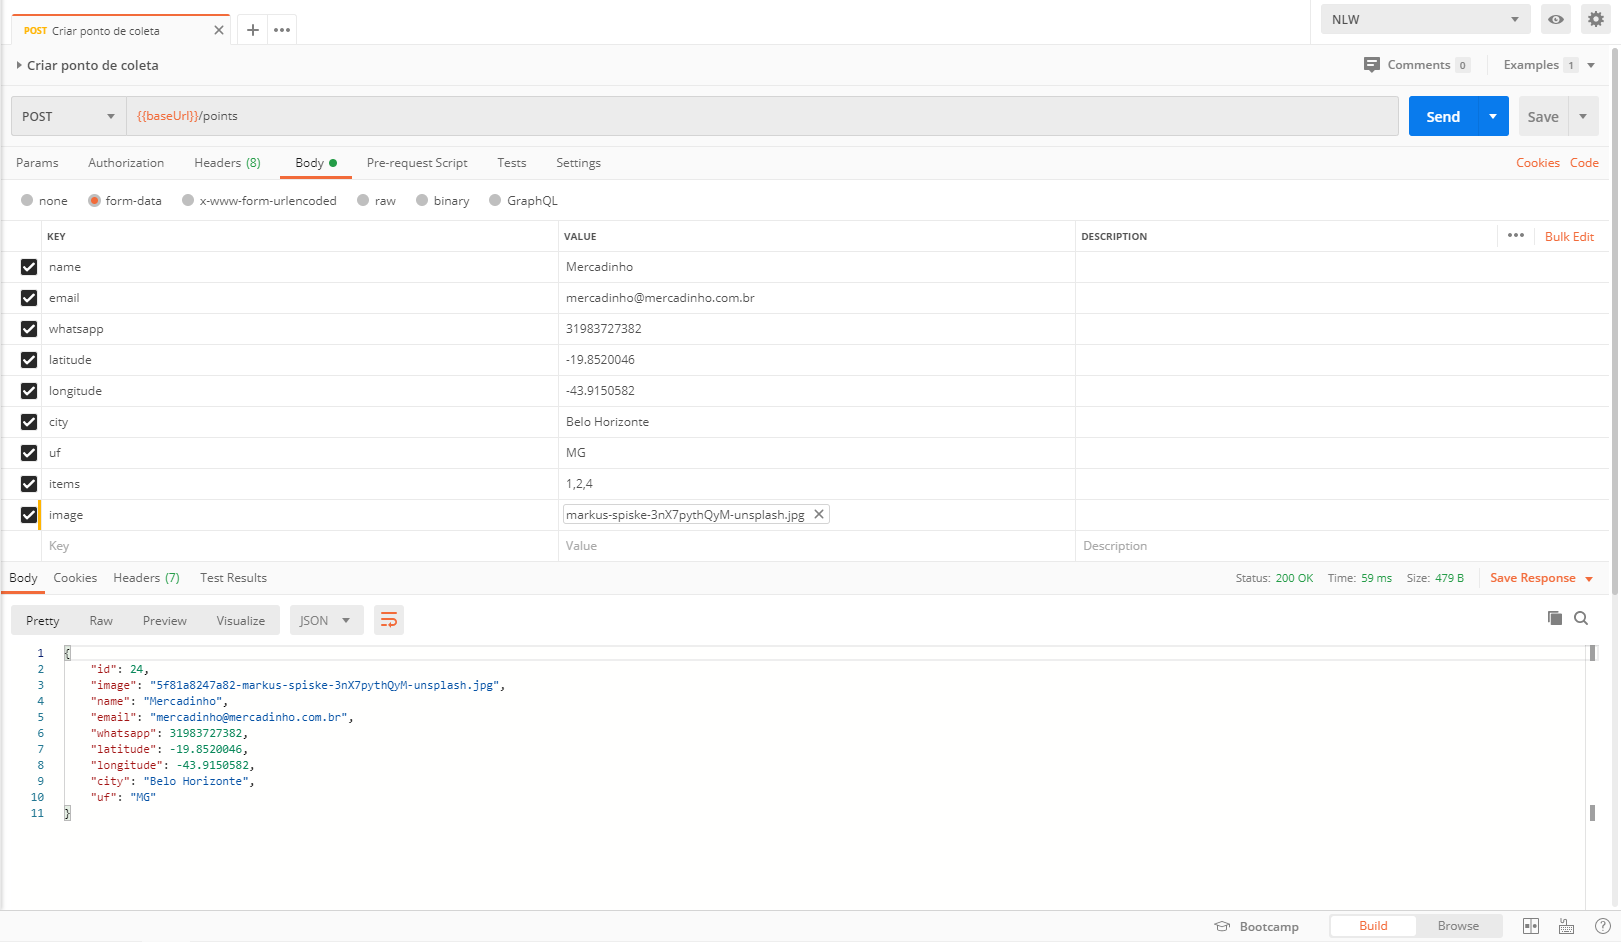 POST Criar ponto de coleta
NLW
Criar ponto de coleta
Comments 0
Examples 1
POST
{{baseUrl}}/points
Send
Save
Params Authorization Headers (8) Body Pre-request Script Tests Settings
Cookies Code
none form-data x-www-form-urlencoded raw binary GraphQL
KEY VALUE DESCRIPTION
Bulk Edit
name Mercadinho
email mercadinho@mercadinho.com.br
whatsapp 31983727382
latitude -19.8520046
longitude -43.9150582
city Belo Horizonte
uf MG
items 1,2,4
image markus-spiske-3nX7pythQyM-unsplash.jpg
Key Value Description
Body Cookies Headers (7) Test Results
Status: 200 OK Time: 59 ms Size: 479 B Save Response
Pretty Raw Preview Visualize JSON
1 {
2 "id": 24,
3 "image": "5f81a8247a82-markus-spiske-3nX7pythQyM-unsplash.jpg",
4 "name": "Mercadinho",
5 "email": "mercadinho@mercadinho.com.br",
6 "whatsapp": 31983727382,
7 "latitude": -19.8520046,
8 "longitude": -43.9150582,
9 "city": "Belo Horizonte",
10 "uf": "MG"
11 }
Bootcamp Build Browse